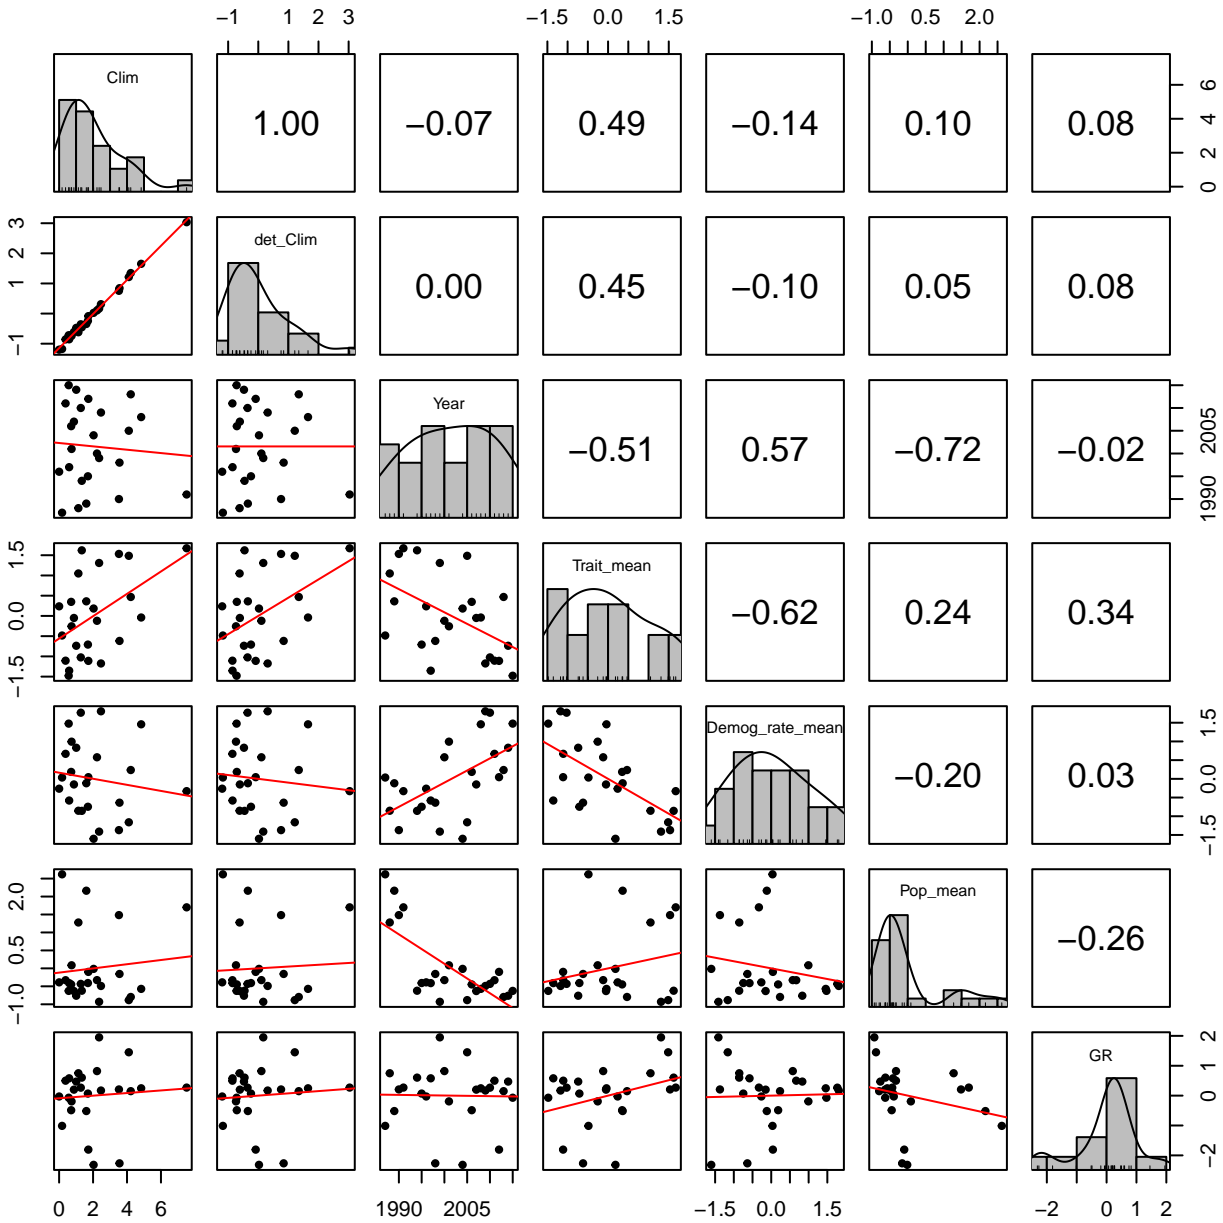 −1 1 2 3 −1.5 0.0 1.5 −1.0 0.5 2.0
Clim 1.00 −0.07 0.49 −0.14 0.10 0.08 0 2 4 6
−1 1 2 3 det_Clim 0.00 0.45 −0.10 0.05 0.08
Year −0.51 0.57 −0.72 −0.02 1990 2005
−1.5 0.0 1.5 Trait_mean −0.62 0.24 0.34
Demog_rate_mean −0.20 0.03 −1.5 0.0 1.5
−1.0 0.5 2.0 Pop_mean −0.26
GR −2 0 1 2
0 2 4 6 1990 2005 −1.5 0.0 1.5 −2 0 1 2